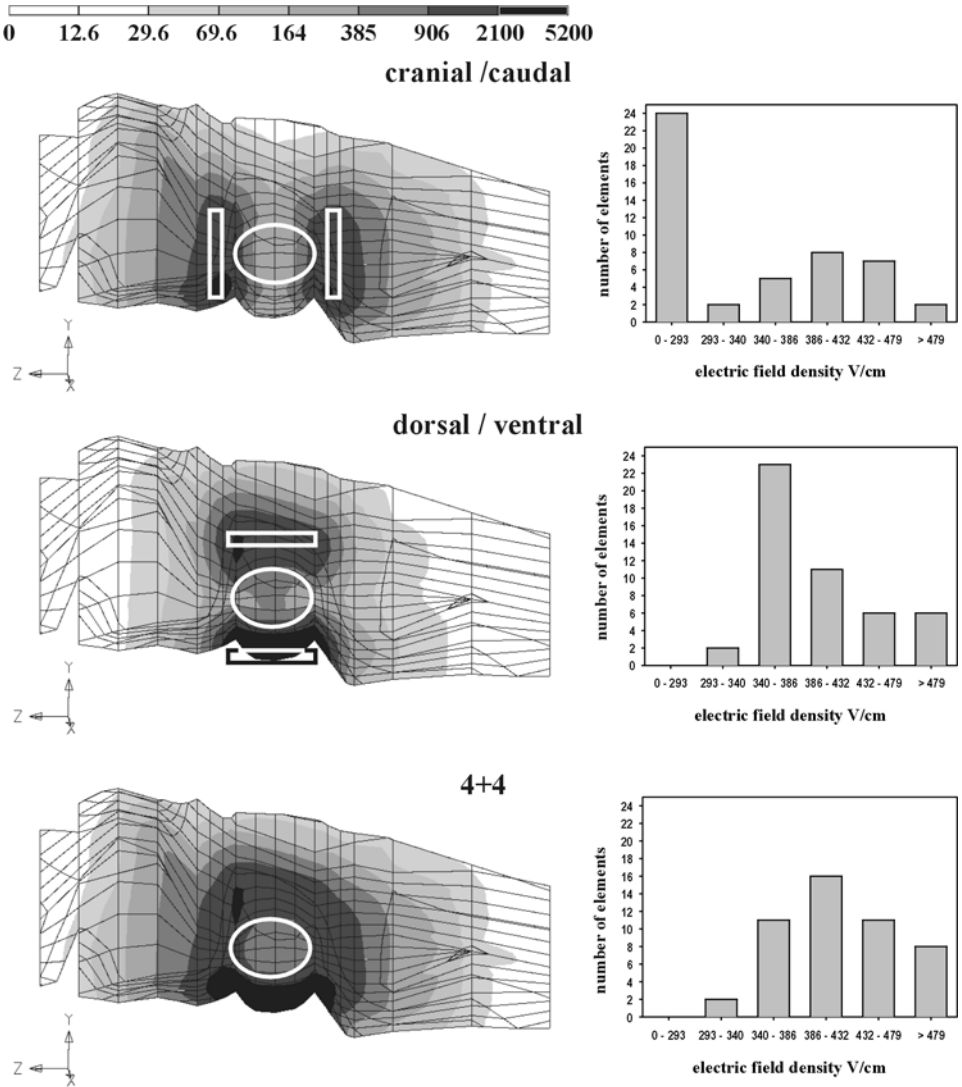 0 12.6 29.6 69.6 164 385 906 2100 5200
cranial /caudal
Y
Z
X
number of elements
24
22
20
18
16
14
12
10
8
6
4
2
0
0 - 293 293 - 340 340 - 386 386 - 432 432 - 479 > 479
electric field density V/cm
dorsal / ventral
Y
Z
X
number of elements
24
22
20
18
16
14
12
10
8
6
4
2
0
0 - 293 293 - 340 340 - 386 386 - 432 432 - 479 > 479
electric field density V/cm
4+4
Y
Z
X
number of elements
24
22
20
18
16
14
12
10
8
6
4
2
0
0 - 293 293 - 340 340 - 386 386 - 432 432 - 479 > 479
electric field density V/cm